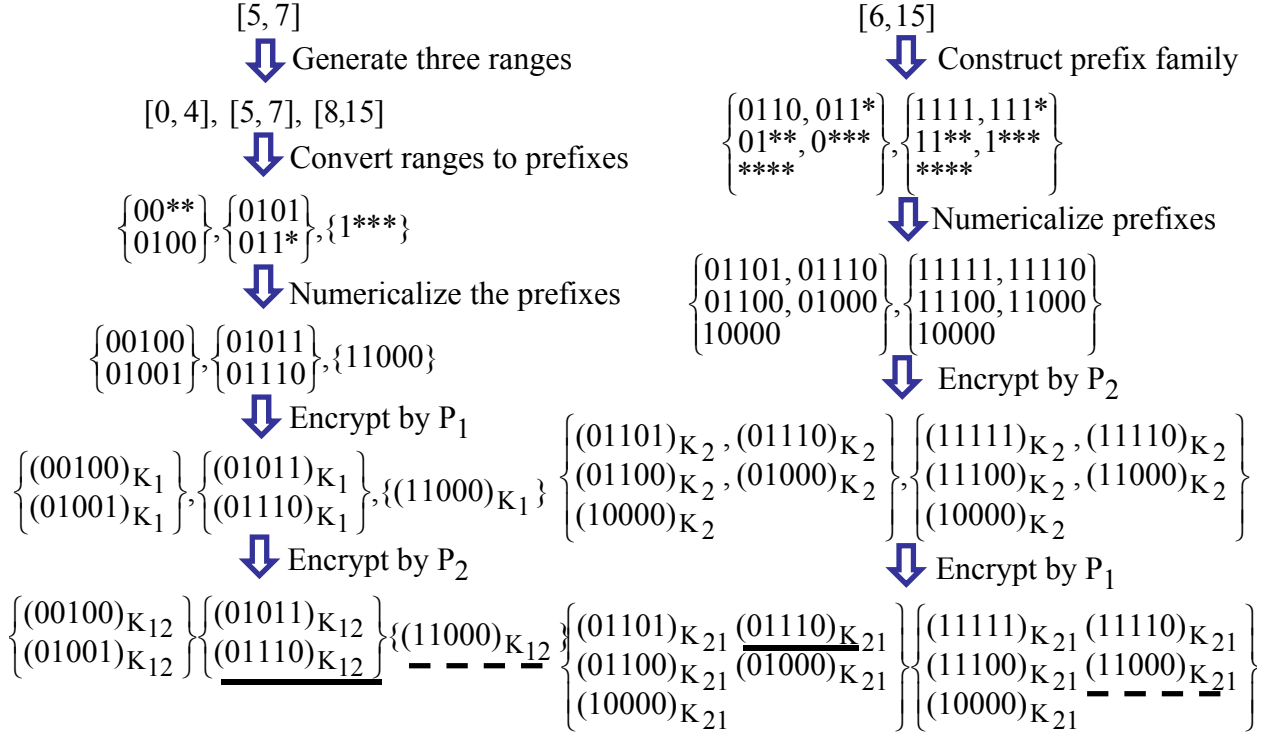 [5, 7]
Generate three ranges
[0, 4], [5, 7], [8,15]
Convert ranges to prefixes
{00** 0100}, {0101 011*}, {1***}
Numericalize the prefixes
{00100 01001}, {01011 01110}, {11000}
Encrypt by P1
{(00100)K1 (01001)K1}, {(01011)K1 (01110)K1}, {(11000)K1}
Encrypt by P2
{(00100)K12 (01001)K12} {(01011)K12 (01110)K12} {(11000)K12}
[6, 15]
Construct prefix family
{0110, 011* 01**, 0*** ****}, {1111, 111* 11**, 1*** ****}
Numericalize prefixes
{01101, 01110 01100, 01000 10000}, {11111, 11110 11100, 11000 10000}
Encrypt by P2
{(01101)K2 , (01110)K2 (01100)K2 , (01000)K2 (10000)K2}, {(11111)K2 , (11110)K2 (11100)K2 , (11000)K2 (10000)K2}
Encrypt by P1
{(01101)K21 (01110)K21 (01100)K21 (01000)K21 (10000)K21} {(11111)K21 (11110)K21 (11100)K21 (11000)K21 (10000)K21}